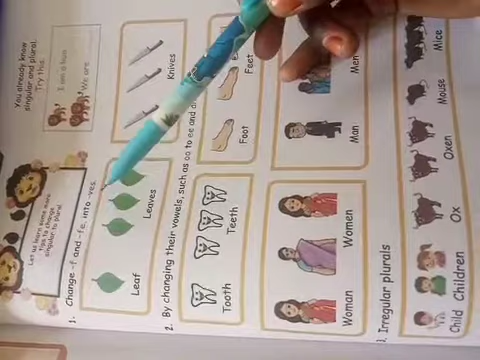 You already know
singular and plural.
Try this.
I am a lion
We are
Let us learn some more
tips to change
singular to plural
1. Change -f and -fe, into -ves.
Leaf
Leaves
Knives
2. By changing their vowels, such as oo to ee and
Tooth
Teeth
Foot
Feet
Woman
Women
Man
Men
Irregular plurals
Child
Children
Ox
Oxen
Mouse
Mice